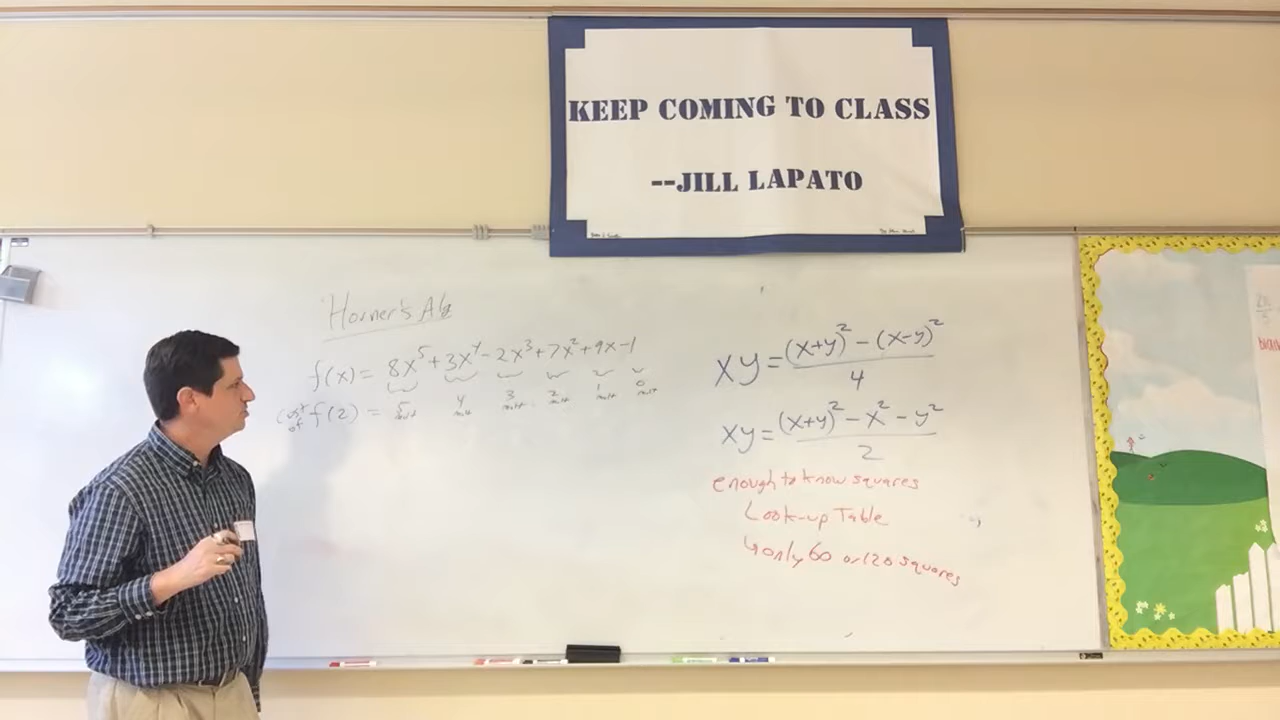 KEEP COMING TO CLASS
--JILL LAPATO
Horner's Alg
f(x) = 8x⁵+3x⁴-2x³+7x²+9x-1
cost of f(2) = 5 mult 4 mult 3 mult 2 mult 1 mult 0 mult
xy = ((x+y)² - (x-y)²) / 4
xy = ((x+y)² - x² - y²) / 2
enough to know squares
Look-up Table
↳ only 60 or 120 squares